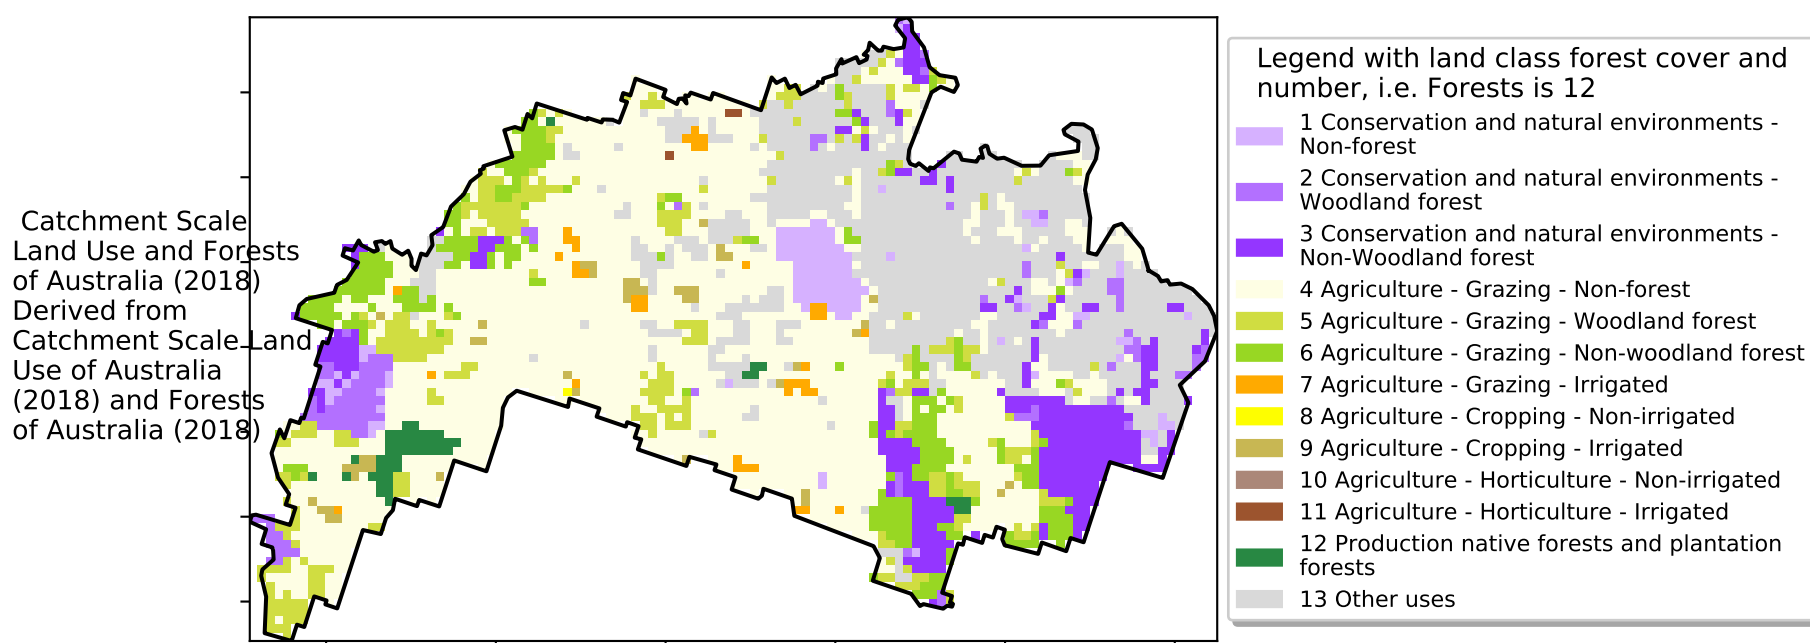 Catchment Scale
Land Use and Forests
of Australia (2018)
Derived from
Catchment Scale Land
Use of Australia
(2018) and Forests
of Australia (2018)
Legend with land class forest cover and
number, i.e. Forests is 12
1 Conservation and natural environments -
Non-forest
2 Conservation and natural environments -
Woodland forest
3 Conservation and natural environments -
Non-Woodland forest
4 Agriculture - Grazing - Non-forest
5 Agriculture - Grazing - Woodland forest
6 Agriculture - Grazing - Non-woodland forest
7 Agriculture - Grazing - Irrigated
8 Agriculture - Cropping - Non-irrigated
9 Agriculture - Cropping - Irrigated
10 Agriculture - Horticulture - Non-irrigated
11 Agriculture - Horticulture - Irrigated
12 Production native forests and plantation
forests
13 Other uses